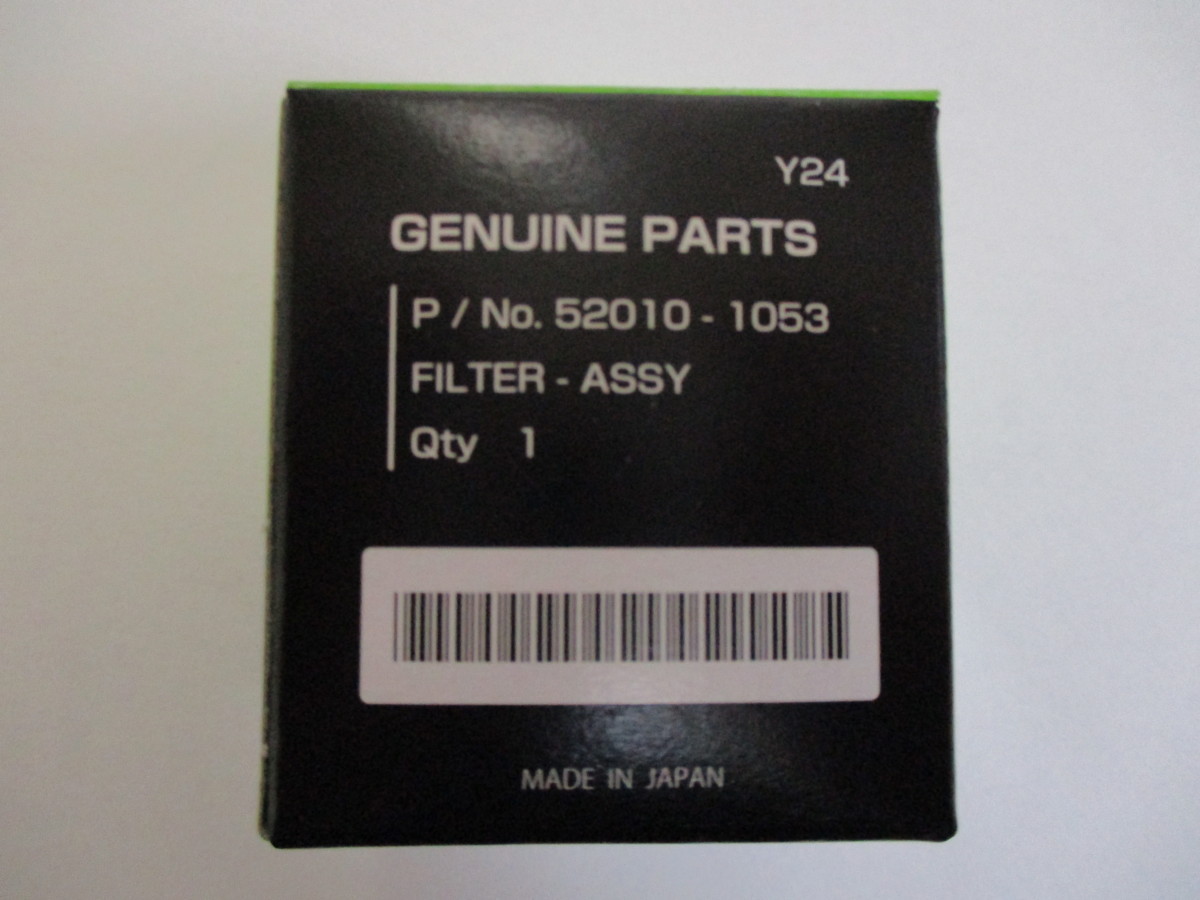 Y24
GENUINE PARTS
P / No. 52010 - 1053
FILTER - ASSY
Qty 1
MADE IN JAPAN